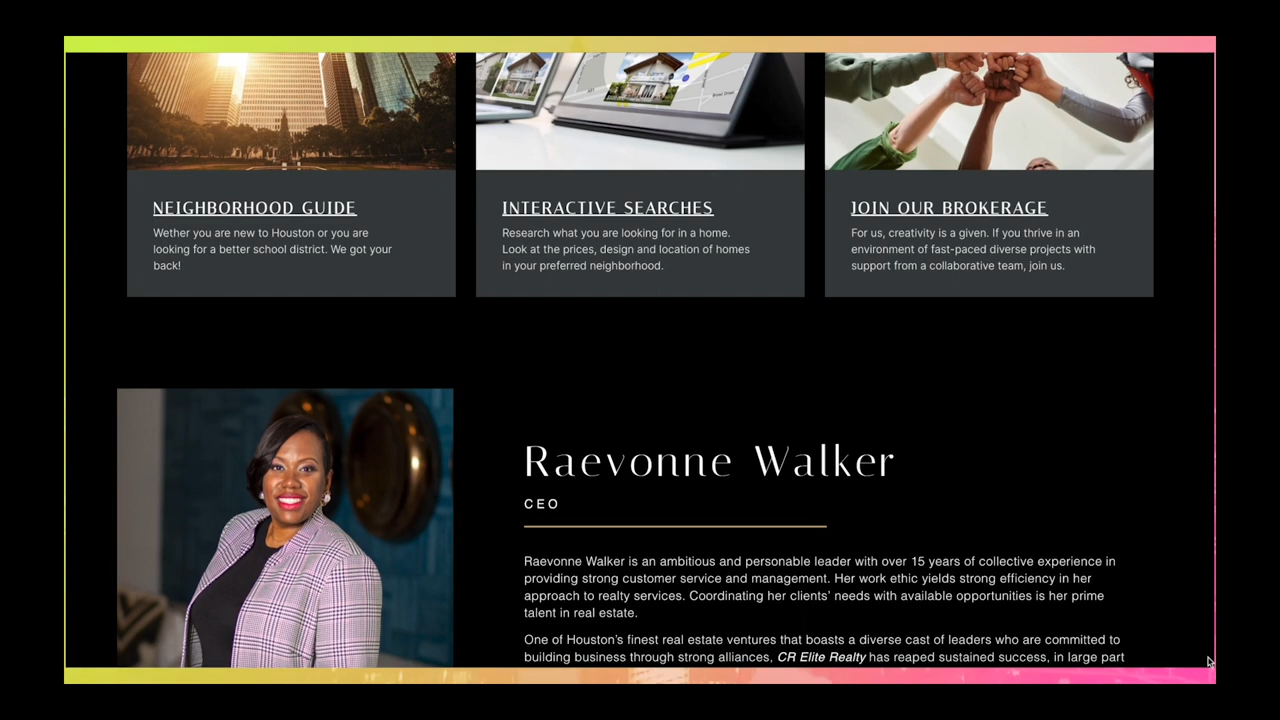 NEIGHBORHOOD GUIDE
Wether you are new to Houston or you are
looking for a better school district. We got your
back!
INTERACTIVE SEARCHES
Research what you are looking for in a home.
Look at the prices, design and location of homes
in your preferred neighborhood.
JOIN OUR BROKERAGE
For us, creativity is a given. If you thrive in an
environment of fast-paced diverse projects with
support from a collaborative team, join us.
Raevonne Walker
CEO
Raevonne Walker is an ambitious and personable leader with over 15 years of collective experience in
providing strong customer service and management. Her work ethic yields strong efficiency in her
approach to realty services. Coordinating her clients' needs with available opportunities is her prime
talent in real estate.
One of Houston's finest real estate ventures that boasts a diverse cast of leaders who are committed to
building business through strong alliances, CR Elite Realty has reaped sustained success, in large part